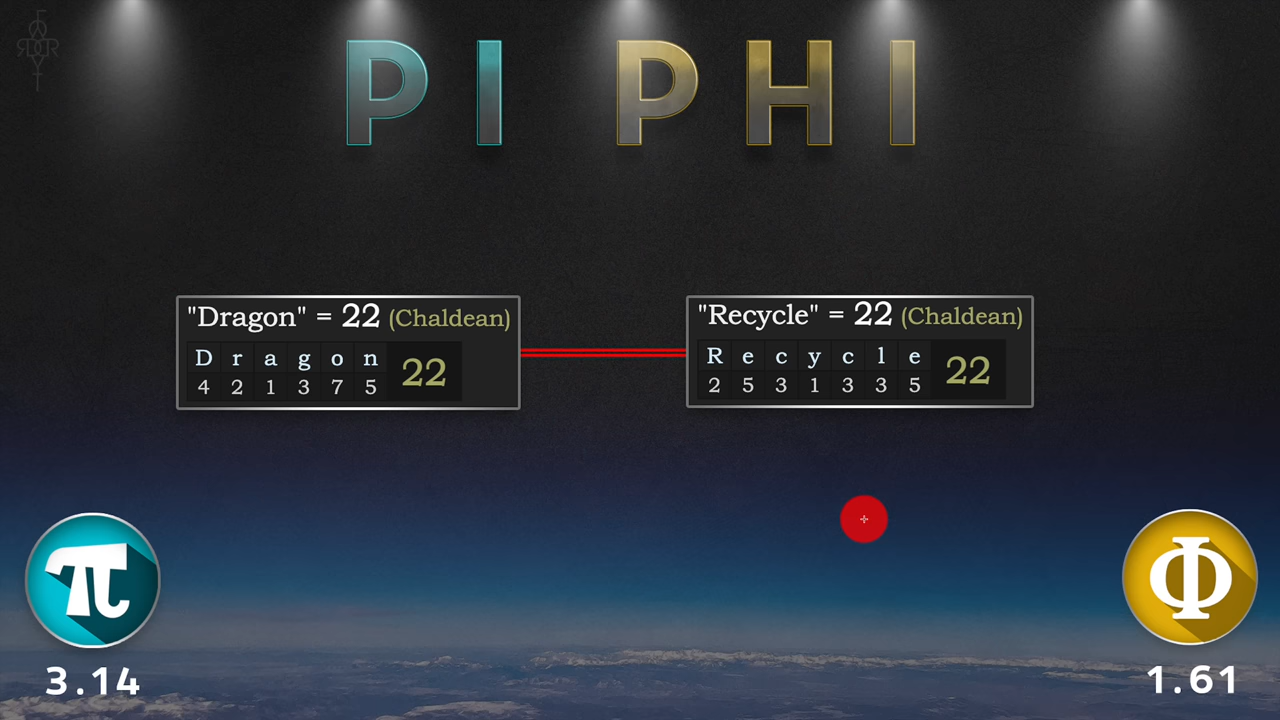 PI PHI
"Dragon" = 22 (Chaldean)
D r a g o n 22
4 2 1 3 7 5
"Recycle" = 22 (Chaldean)
R e c y c l e 22
2 5 3 1 3 3 5
π
3.14
Φ
1.61